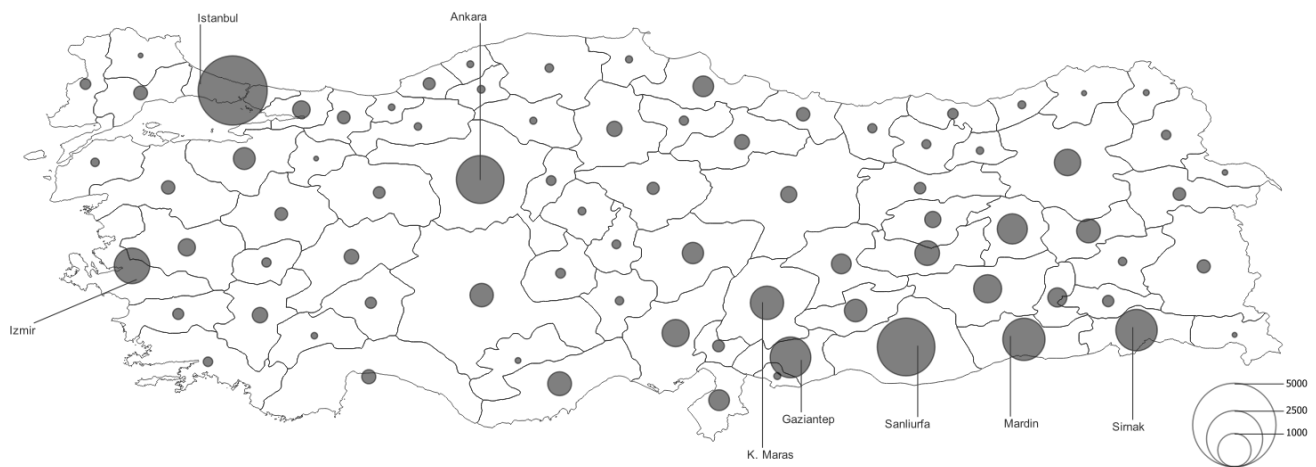 Istanbul
Ankara
Izmir
K. Maras
Gaziantep
Sanliurfa
Mardin
Sirnak
5000
2500
1000